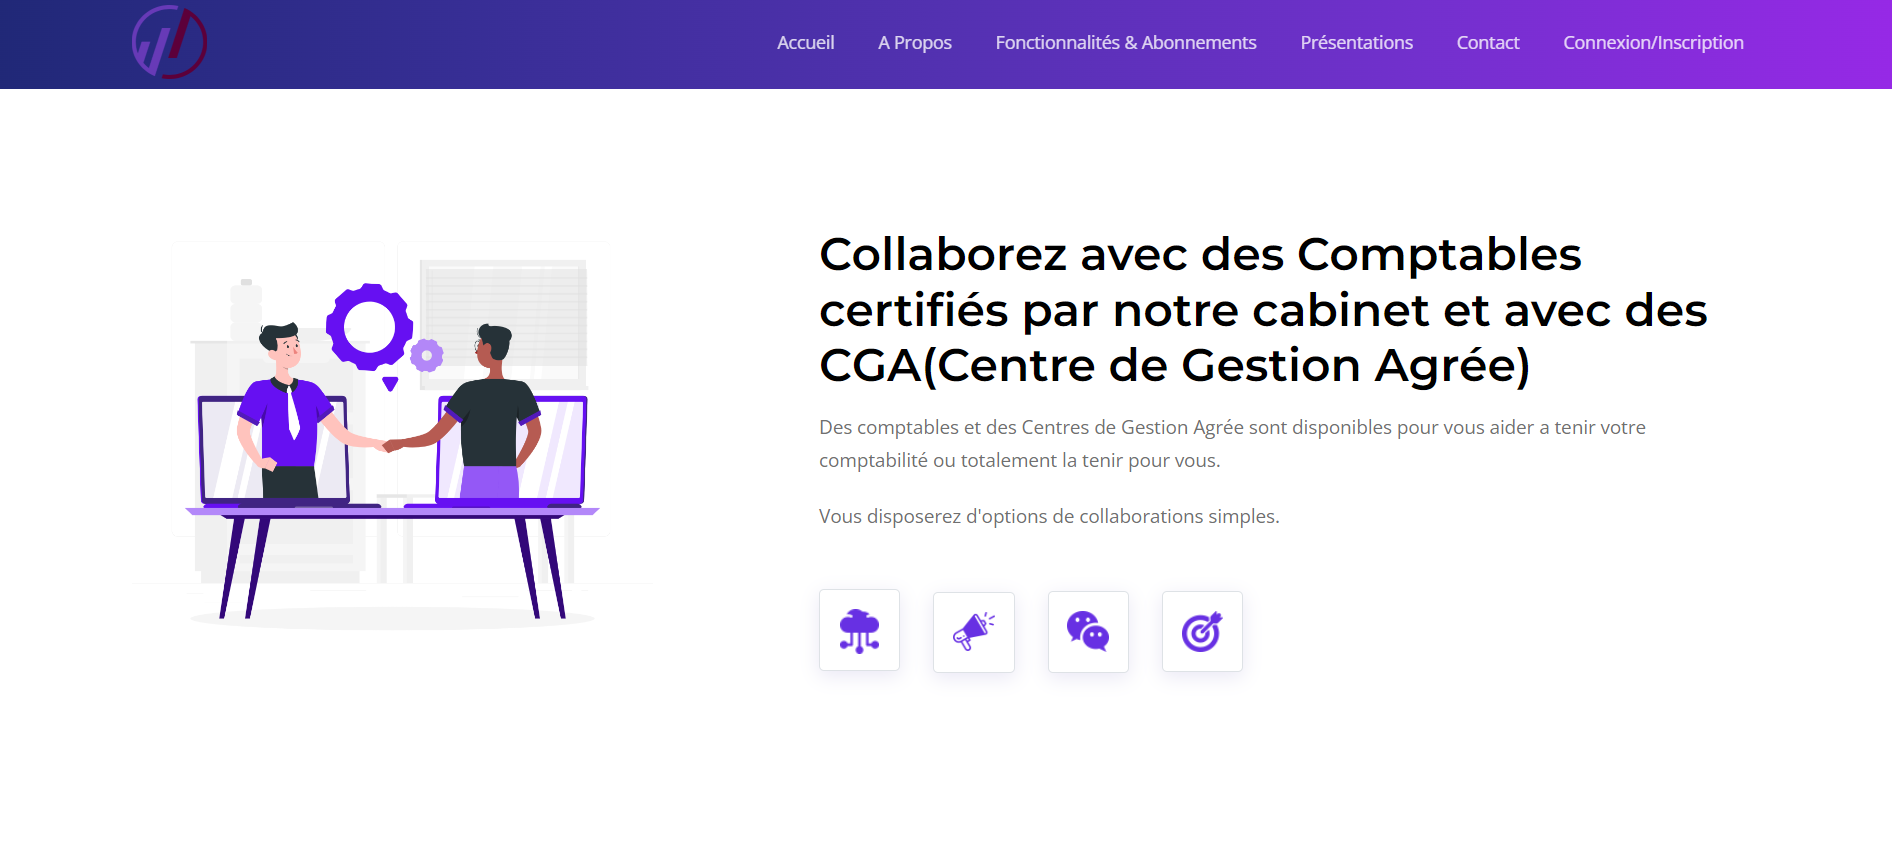 Accueil
A Propos
Fonctionnalités & Abonnements
Présentations
Contact
Connexion/Inscription
Collaborez avec des Comptables
certifiés par notre cabinet et avec des
CGA(Centre de Gestion Agrée)
Des comptables et des Centres de Gestion Agrée sont disponibles pour vous aider a tenir votre
comptabilité ou totalement la tenir pour vous.
Vous disposerez d'options de collaborations simples.